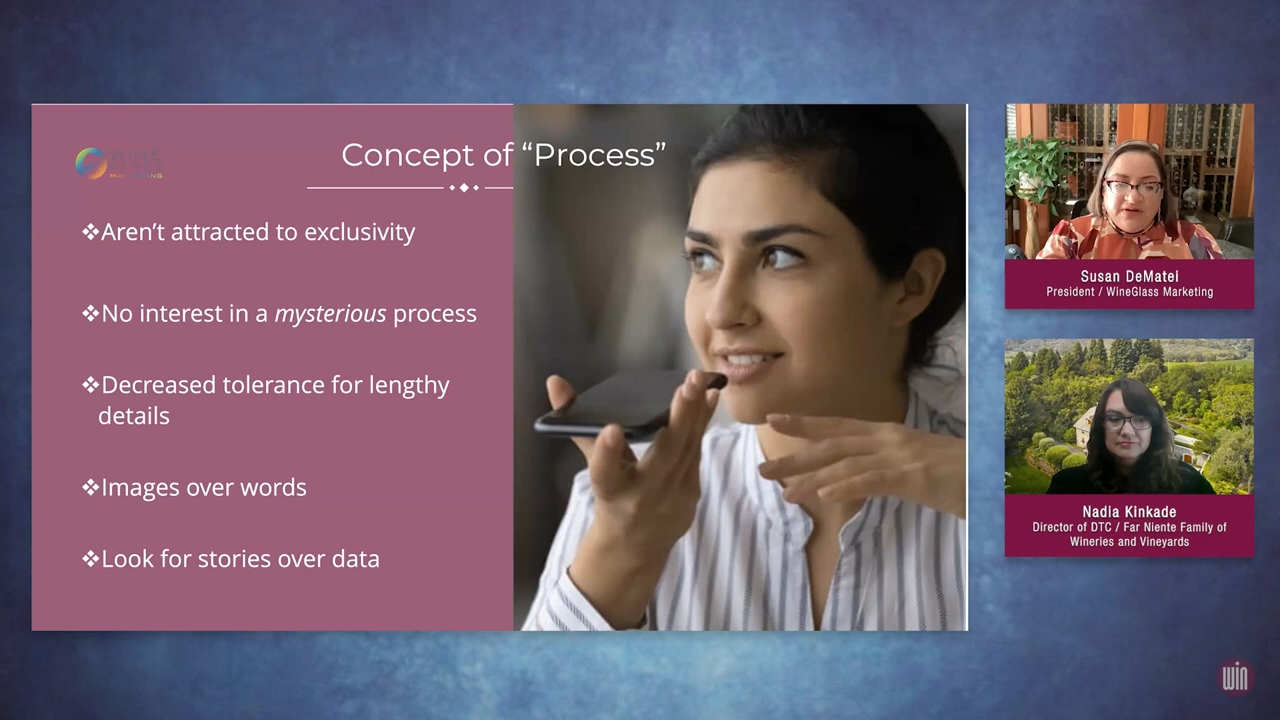 Concept of “Process”
❖Aren’t attracted to exclusivity
❖No interest in a mysterious process
❖Decreased tolerance for lengthy
details
❖Images over words
❖Look for stories over data
Susan DeMatei
President / WineGlass Marketing
Nadia Kinkade
Director of DTC / Far Niente Family of
Wineries and Vineyards
win